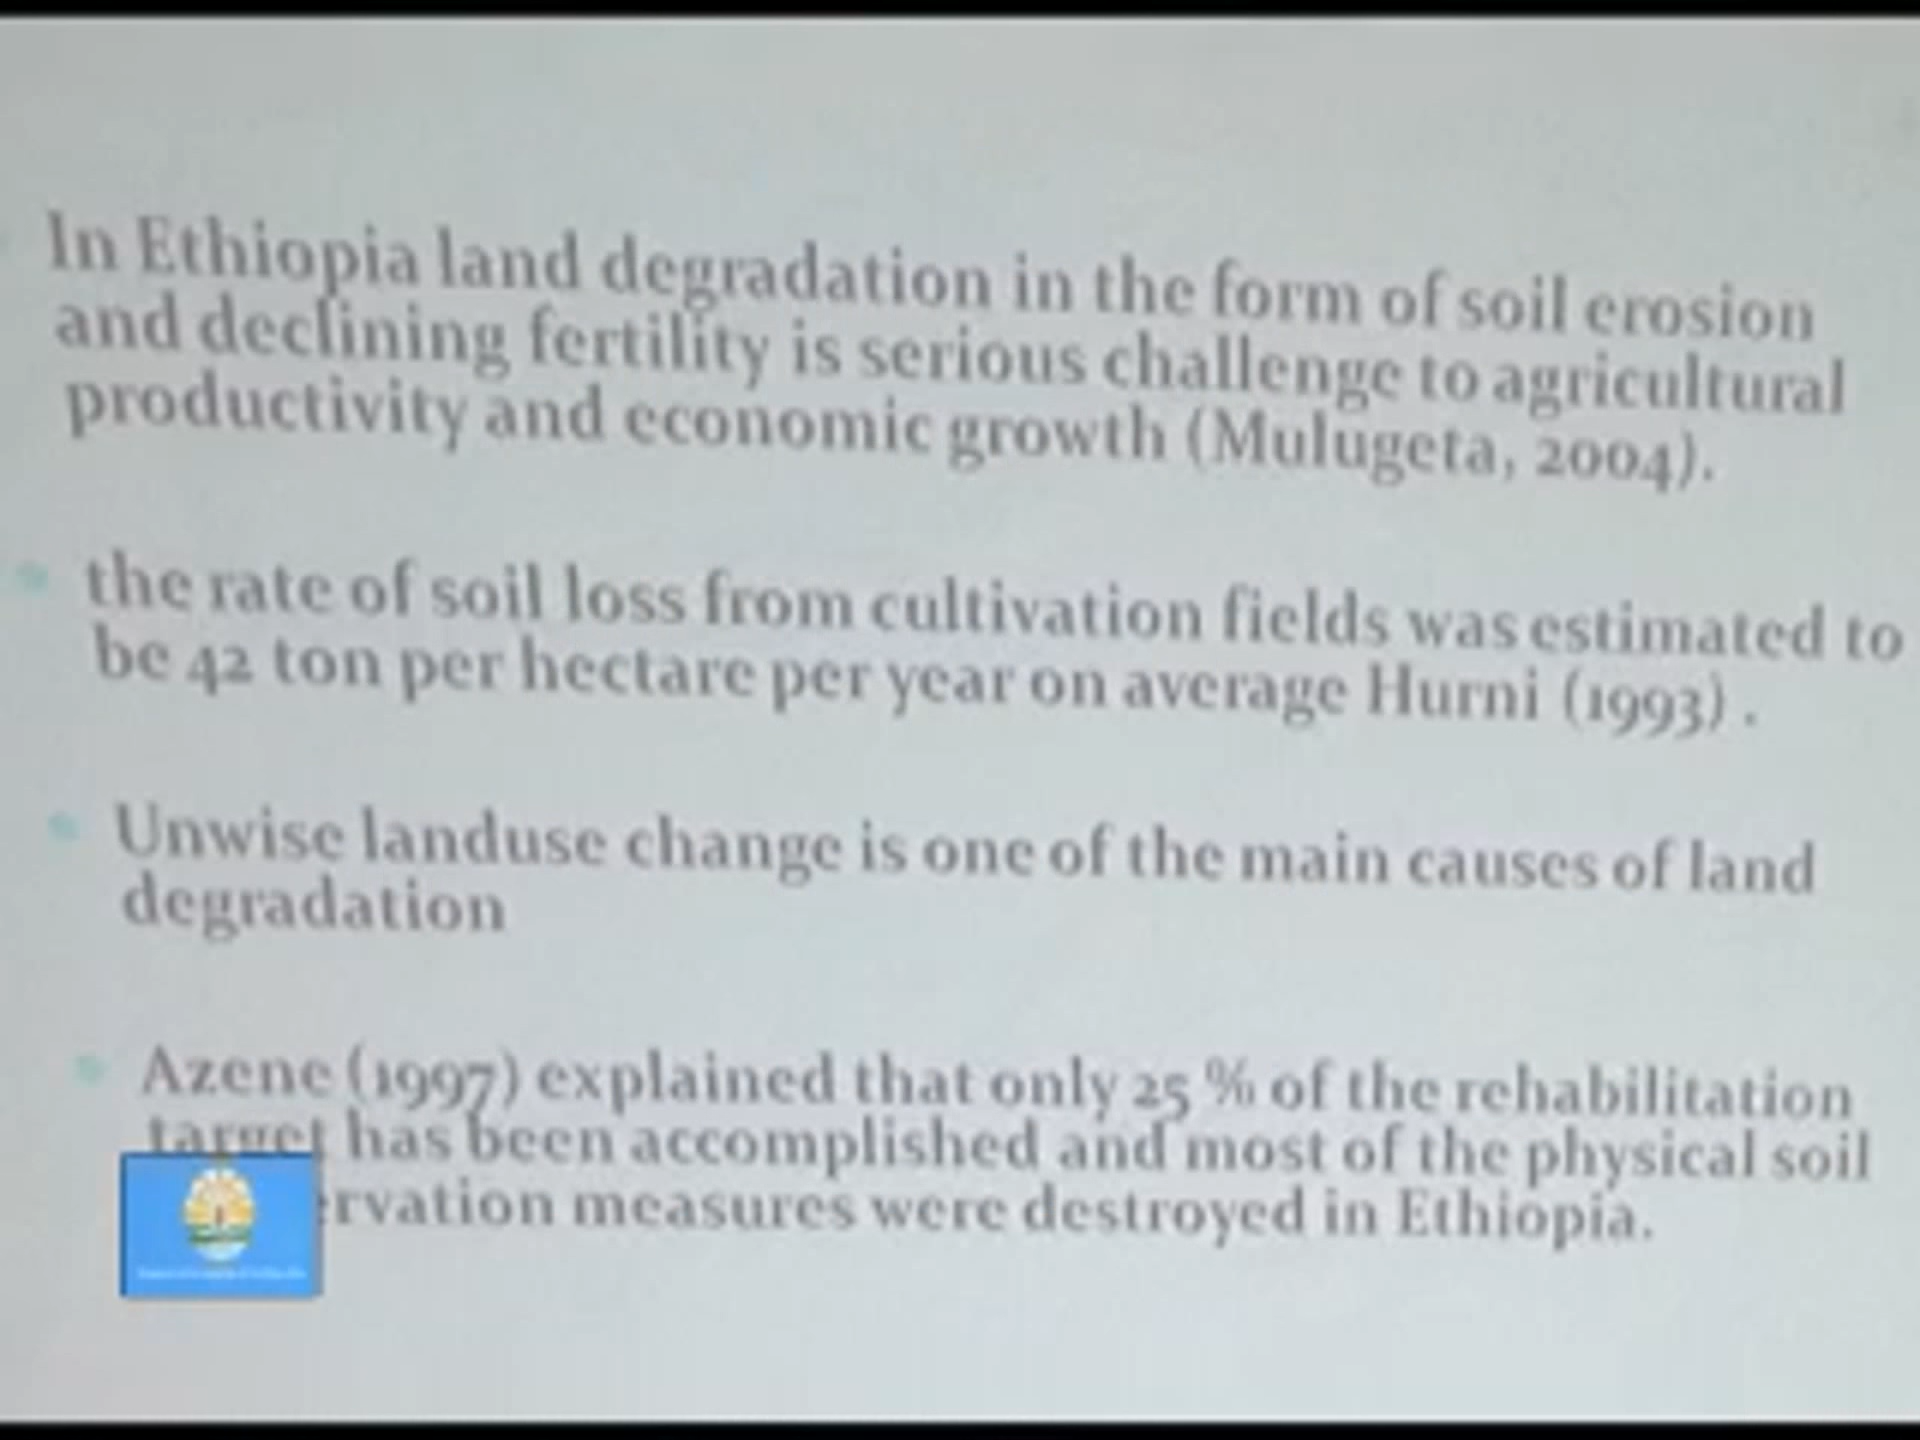 In Ethiopia land degradation in the form of soil erosion
and declining fertility is serious challenge to agricultural
productivity and economic growth (Mulugeta, 2004).
the rate of soil loss from cultivation fields was estimated to
be 42 ton per hectare per year on average Hurni (1993) .
Unwise landuse change is one of the main causes of land
degradation
Azene (1997) explained that only 25 % of the rehabilitation
target has been accomplished and most of the physical soil
ervation measures were destroyed in Ethiopia.